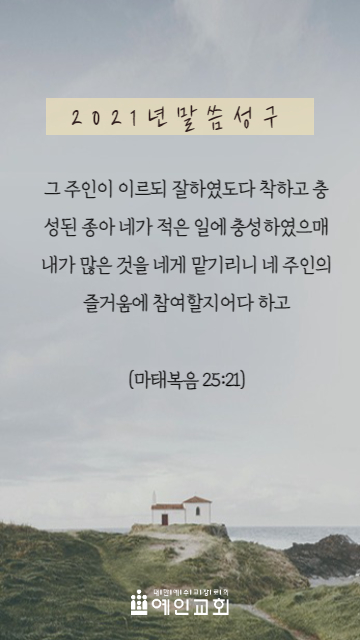 2021년말씀성구
그 주인이 이르되 잘하였도다 착하고 충
성된 종아 네가 적은 일에 충성하였으매
내가 많은 것을 네게 맡기리니 네 주인의
즐거움에 참여할지어다 하고
(마태복음 25:21)
예인교회